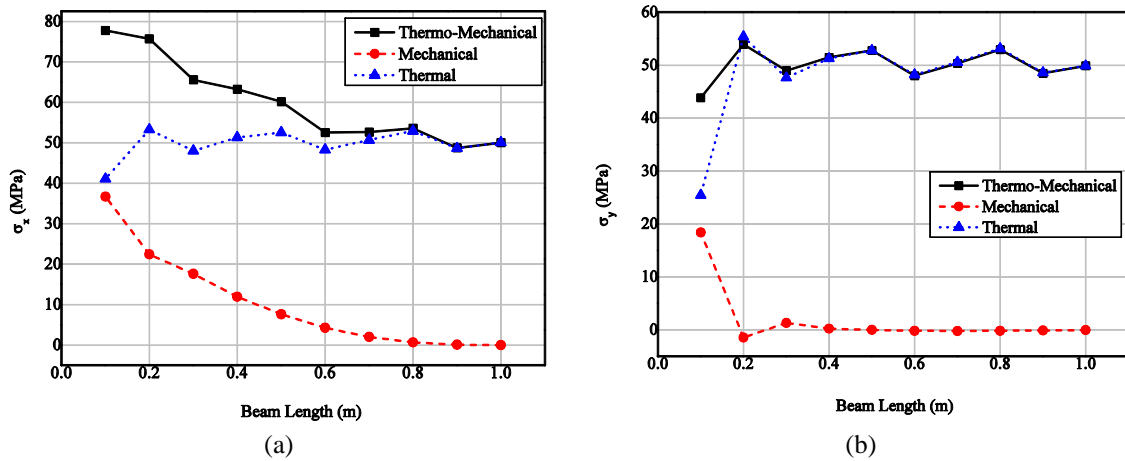 80
70
60
50
40
30
20
10
0
σx (MPa)
Thermo-Mechanical
Mechanical
Thermal
0.0 0.2 0.4 0.6 0.8 1.0
Beam Length (m)
(a)
60
50
40
30
20
10
0
-10
σy (MPa)
Thermo-Mechanical
Mechanical
Thermal
0.0 0.2 0.4 0.6 0.8 1.0
Beam Length (m)
(b)